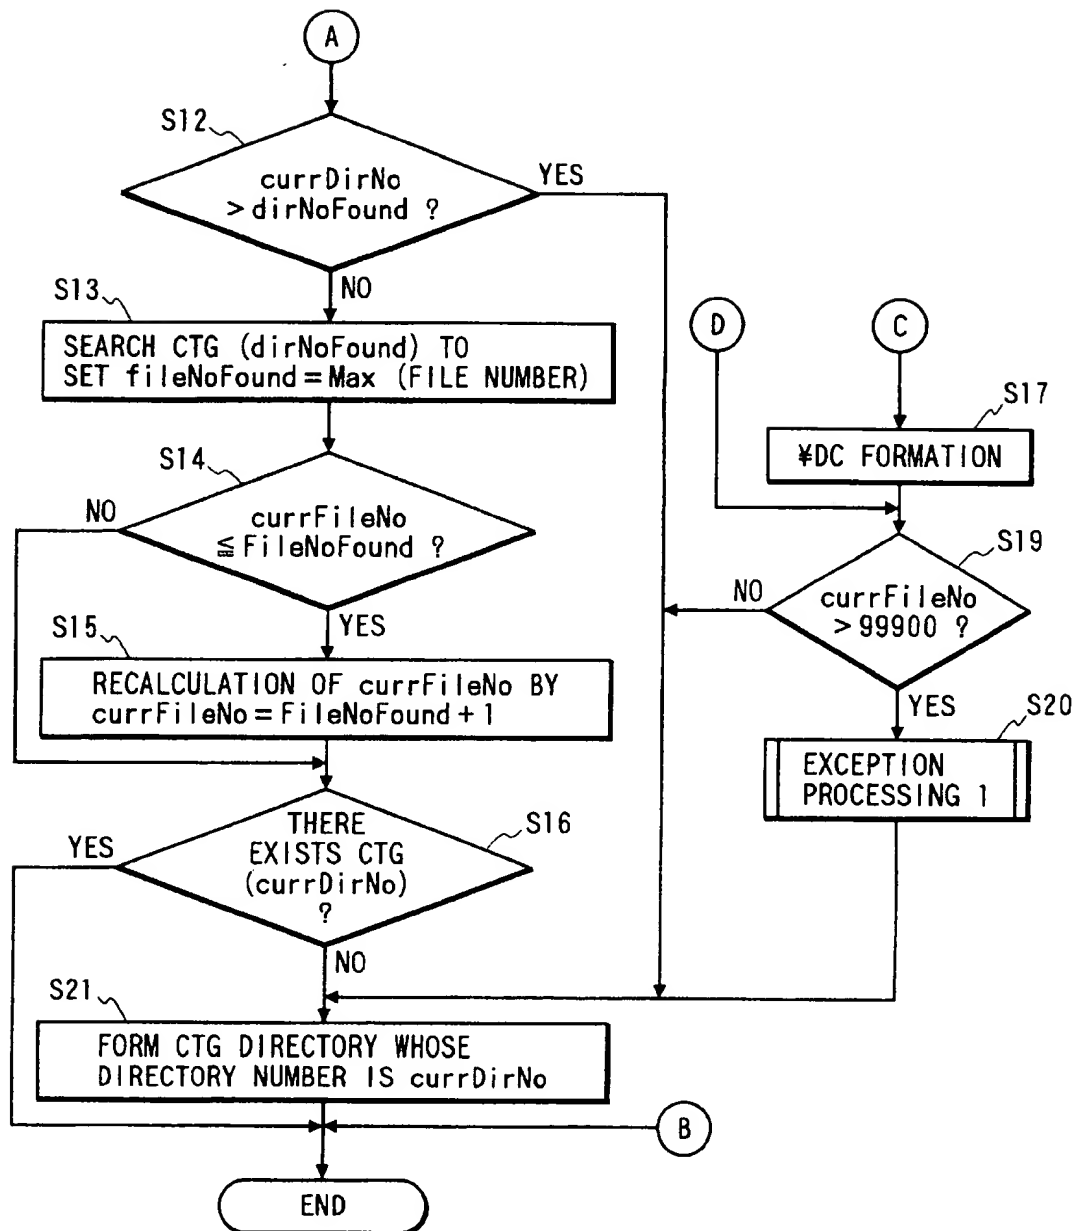 A
S12
currDirNo
> dirNoFound ?
YES
NO
S13
SEARCH CTG (dirNoFound) TO
SET fileNoFound=Max (FILE NUMBER)
S14
NO
currFileNo
≦ FileNoFound ?
YES
S15
RECALCULATION OF currFileNo BY
currFileNo=FileNoFound+1
YES
THERE
EXISTS CTG
(currDirNo)
?
S16
NO
S21
FORM CTG DIRECTORY WHOSE
DIRECTORY NUMBER IS currDirNo
B
END
D
C
S17
¥DC FORMATION
S19
NO
currFileNo
> 99900 ?
YES
S20
EXCEPTION
PROCESSING 1